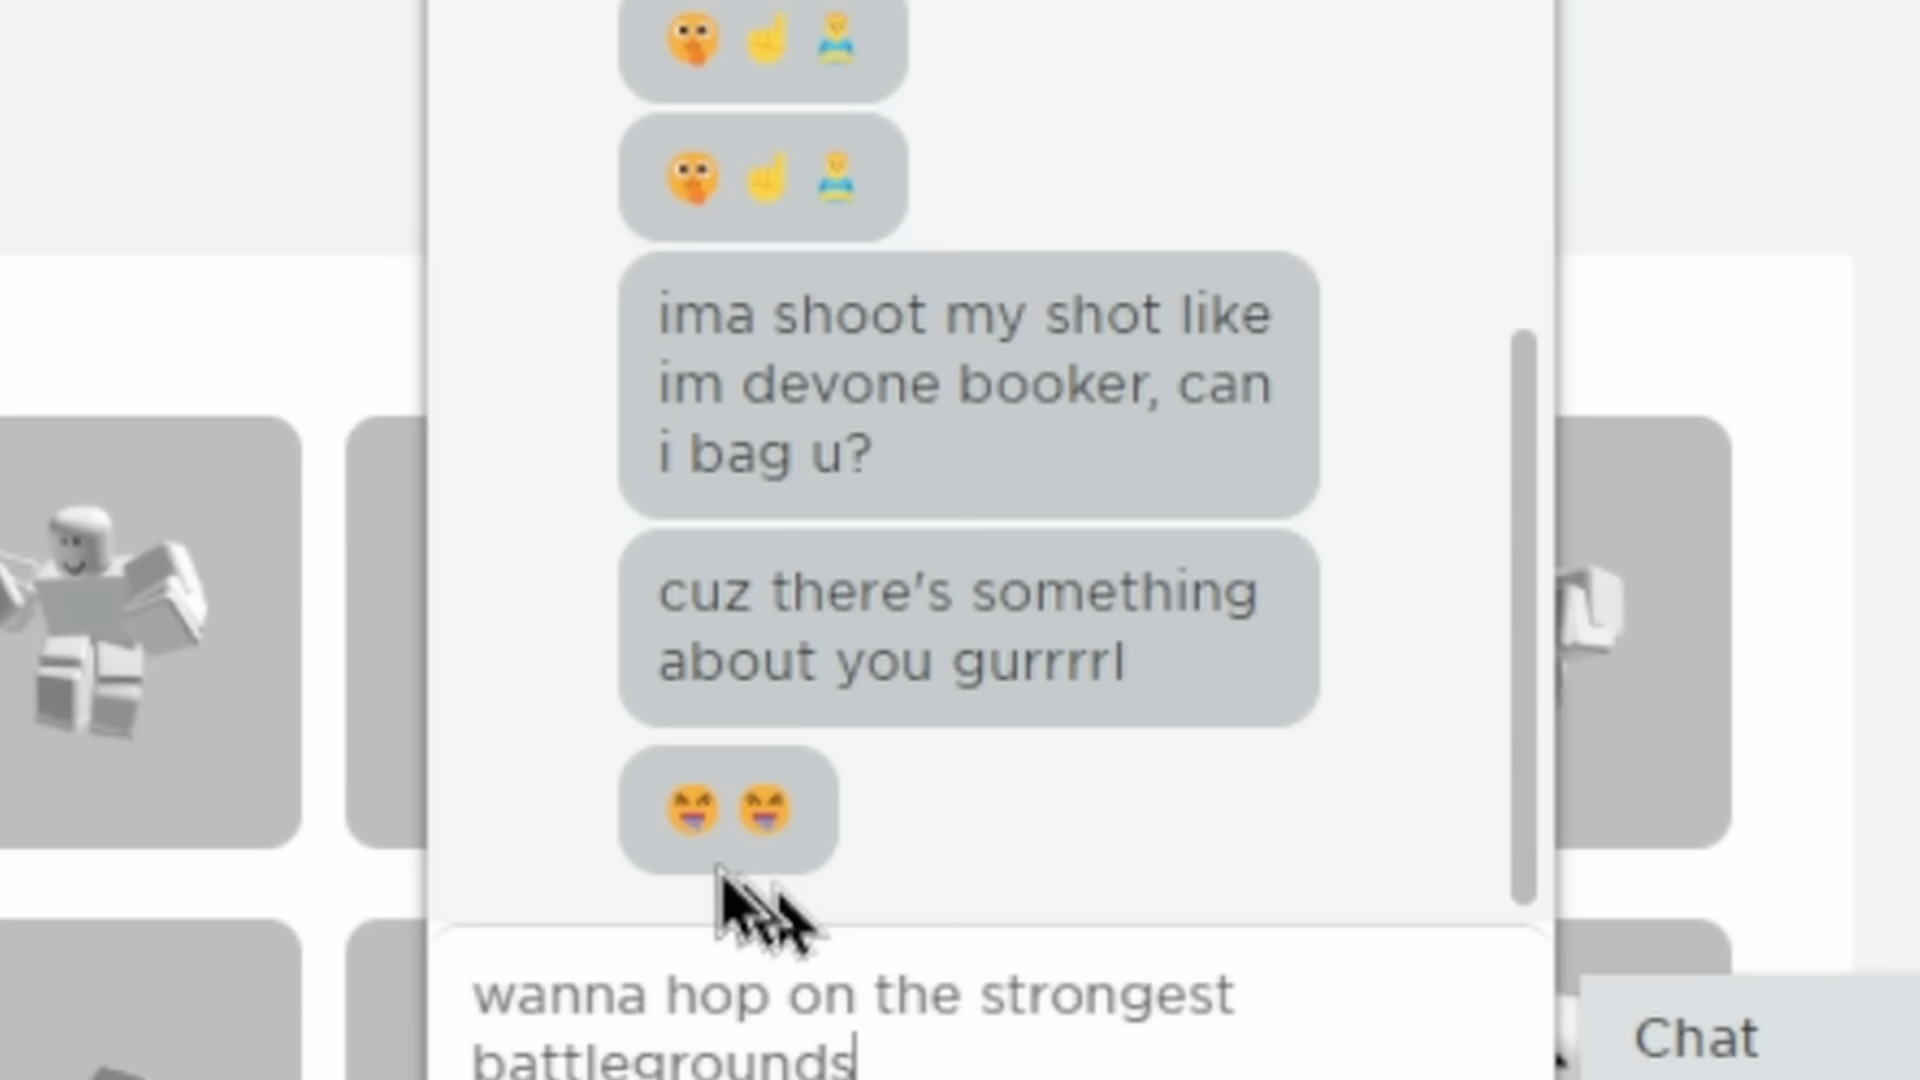 🤫 ☝️ 🧘‍♂️
🤫 ☝️ 🧘‍♂️
ima shoot my shot like
im devone booker, can
i bag u?
cuz there's something
about you gurrrrl
😝 😝
wanna hop on the strongest
battlegrounds
Chat